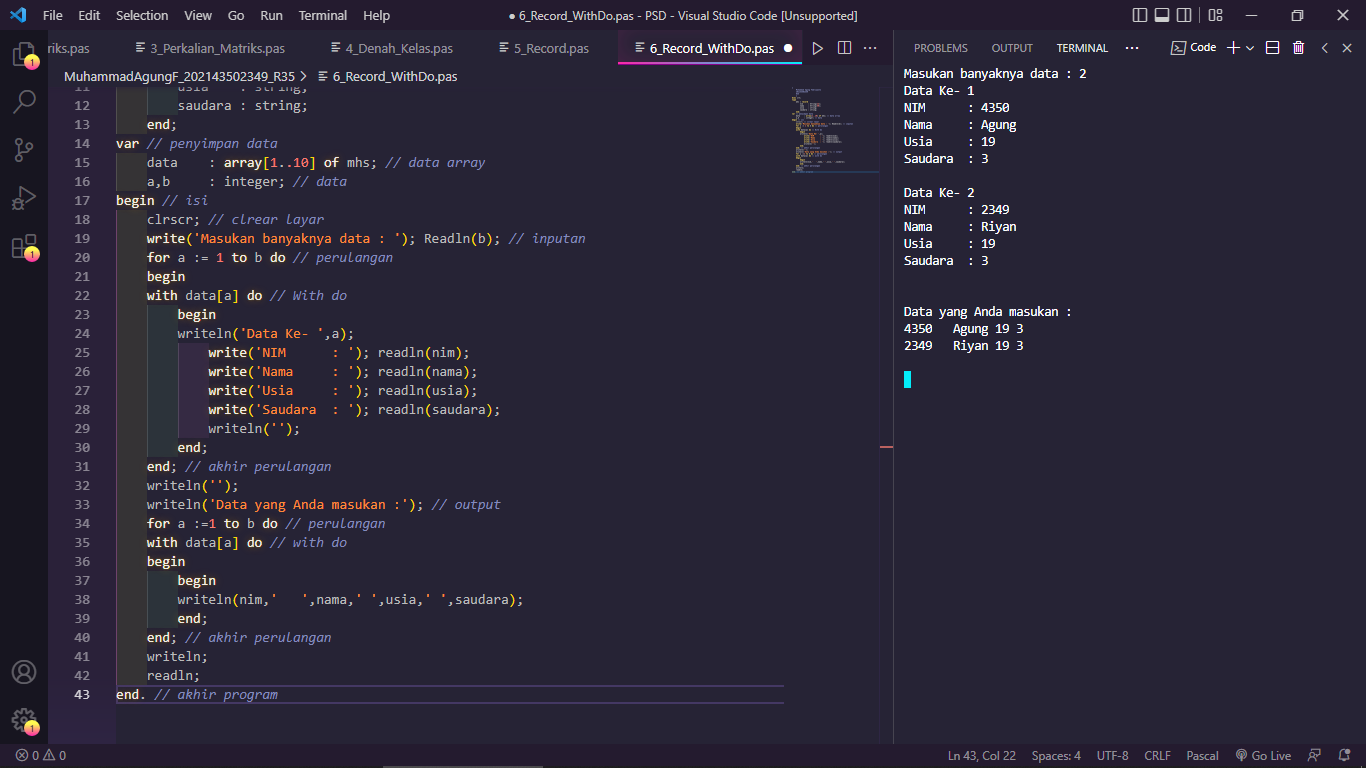 File Edit Selection View Go Run Terminal Help
● 6_Record_WithDo.pas - PSD - Visual Studio Code [Unsupported]
riks.pas
3_Perkalian_Matriks.pas
4_Denah_Kelas.pas
5_Record.pas
6_Record_WithDo.pas
MuhammadAgungF_202143502349_R35 > 6_Record_WithDo.pas
11 usia : string;
12 saudara : string;
13 end;
14 var // penyimpan data
15 data : array[1..10] of mhs; // data array
16 a,b : integer; // data
17 begin // isi
18 clrscr; // clrear layar
19 write('Masukan banyaknya data : '); Readln(b); // inputan
20 for a := 1 to b do // perulangan
21 begin
22 with data[a] do // With do
23 begin
24 writeln('Data Ke- ',a);
25 write('NIM      : '); readln(nim);
26 write('Nama     : '); readln(nama);
27 write('Usia     : '); readln(usia);
28 write('Saudara  : '); readln(saudara);
29 writeln('');
30 end;
31 end; // akhir perulangan
32 writeln('');
33 writeln('Data yang Anda masukan :'); // output
34 for a :=1 to b do // perulangan
35 with data[a] do // with do
36 begin
37 begin
38 writeln(nim,'   ',nama,' ',usia,' ',saudara);
39 end;
40 end; // akhir perulangan
41 writeln;
42 readln;
43 end. // akhir program
PROBLEMS OUTPUT TERMINAL ··· Code
Masukan banyaknya data : 2
Data Ke- 1
NIM      : 4350
Nama     : Agung
Usia     : 19
Saudara  : 3
Data Ke- 2
NIM      : 2349
Nama     : Riyan
Usia     : 19
Saudara  : 3
Data yang Anda masukan :
4350   Agung 19 3
2349   Riyan 19 3
1
1
1
0 0
Ln 43, Col 22 Spaces: 4 UTF-8 CRLF Pascal Go Live